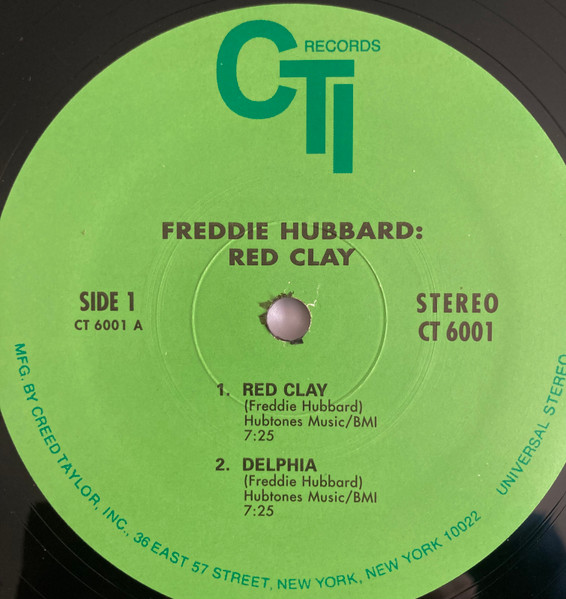 CTI RECORDS
FREDDIE HUBBARD:
RED CLAY
SIDE 1
CT 6001 A
STEREO
CT 6001
1. RED CLAY
(Freddie Hubbard)
Hubtones Music/BMI
7:25
2. DELPHIA
(Freddie Hubbard)
Hubtones Music/BMI
7:25
MFG. BY CREED TAYLOR, INC., 36 EAST 57 STREET, NEW YORK, NEW YORK 10022
UNIVERSAL STEREO